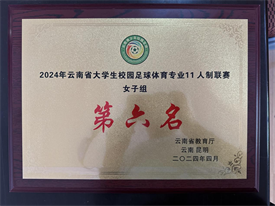 2024年云南省大学生校园足球体育专业11人制联赛
女子组
第六名
云南省教育厅
云南 昆明
二〇二四年四月